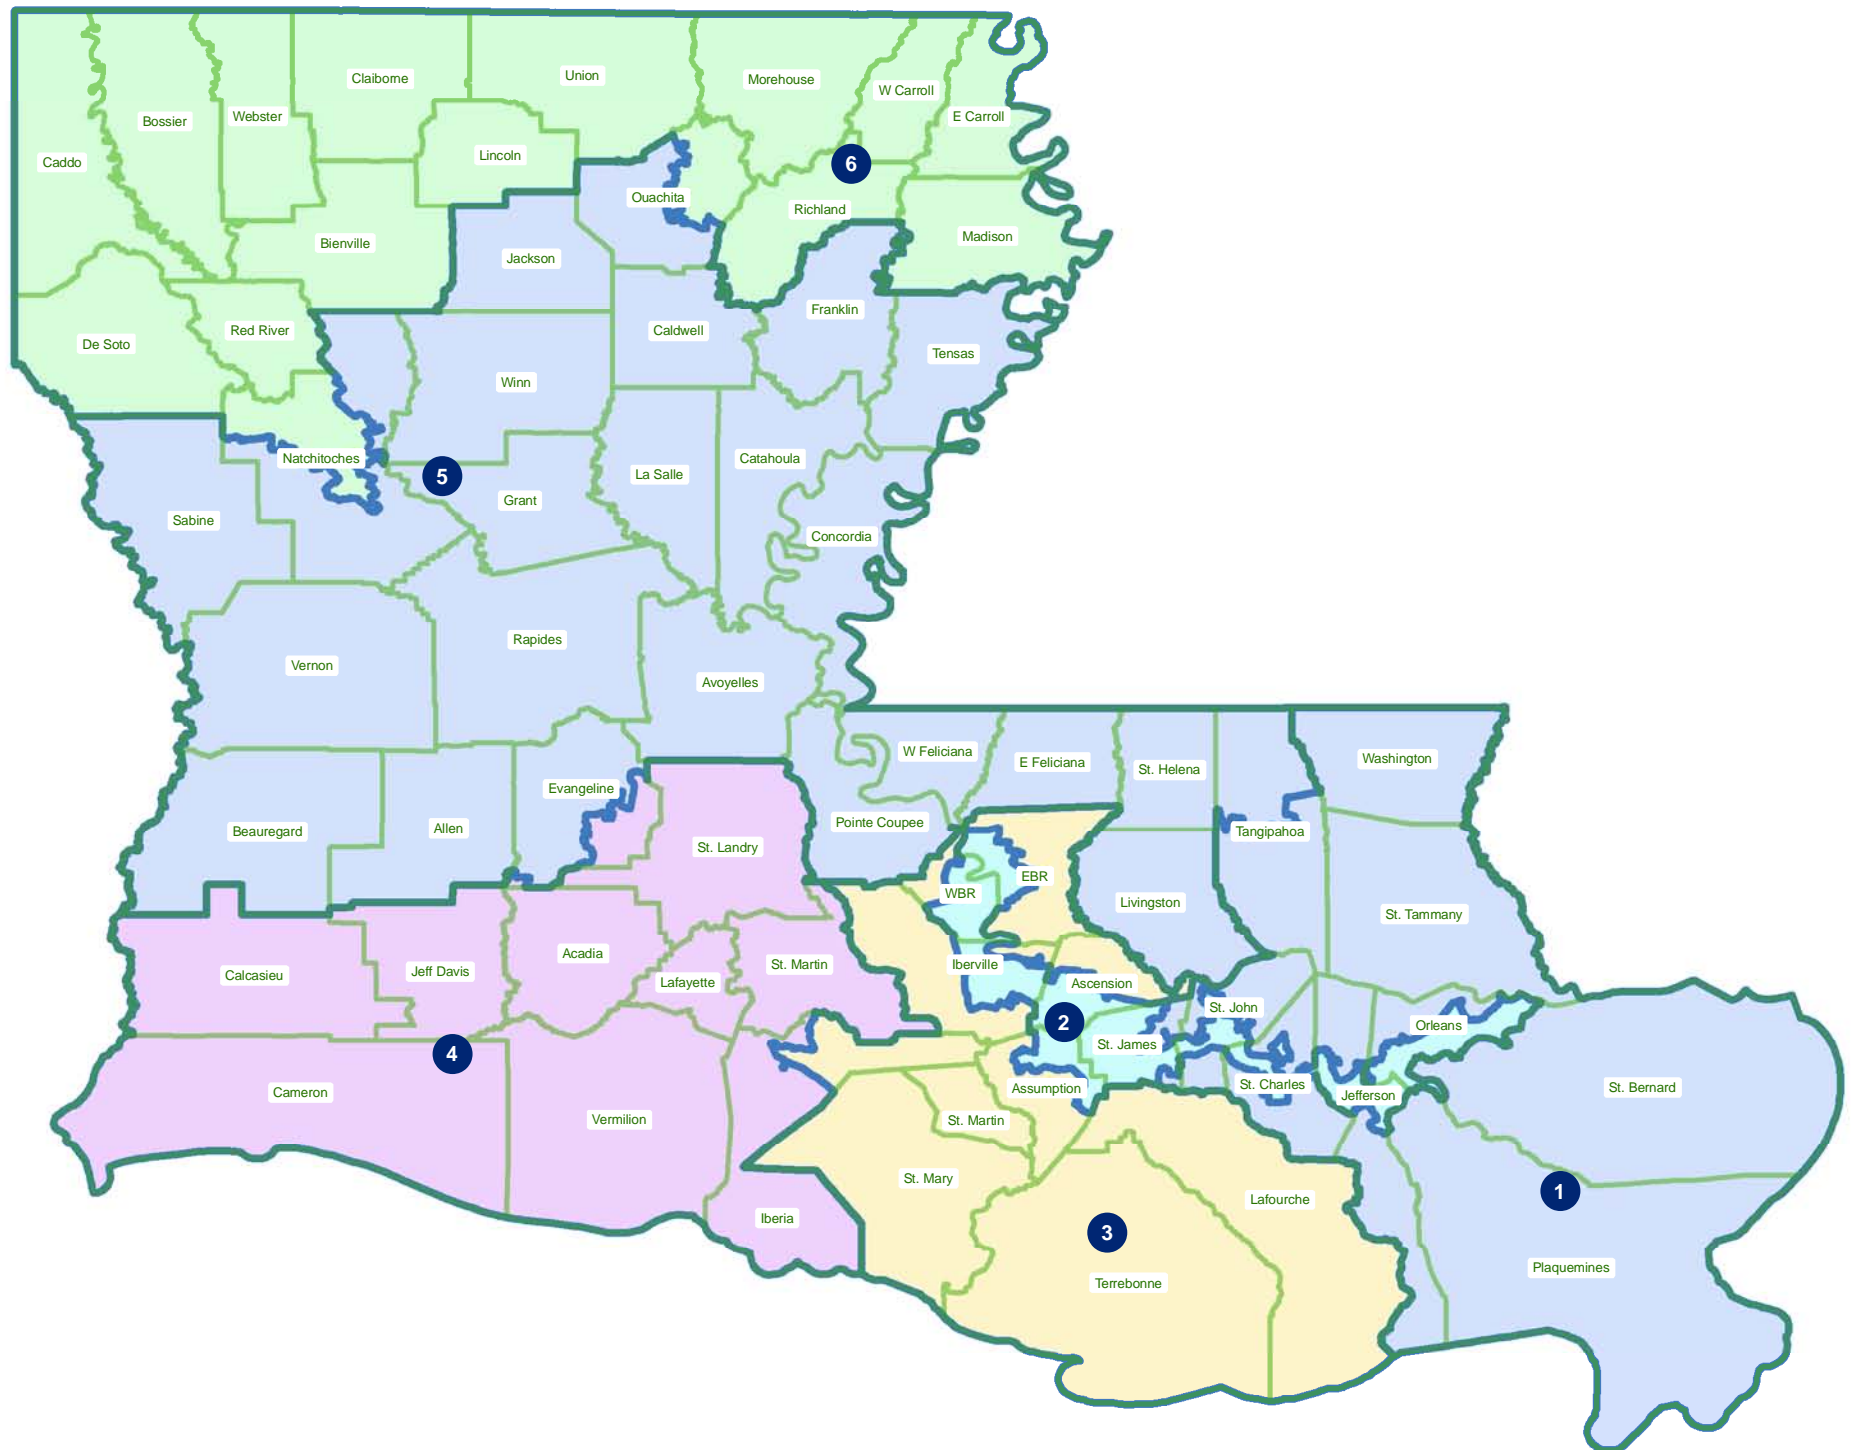 Claiborne
Union
Morehouse
W Carroll
E Carroll
Bossier
Webster
Caddo
Lincoln
6
Ouachita
Richland
Madison
Bienville
Jackson
Franklin
Red River
Caldwell
De Soto
Tensas
Winn
Natchitoches
5
La Salle
Catahoula
Grant
Sabine
Concordia
Rapides
Vernon
Avoyelles
W Feliciana
E Feliciana
St. Helena
Washington
Evangeline
Beauregard
Allen
Pointe Coupee
Tangipahoa
St. Landry
EBR
WBR
Livingston
St. Tammany
Acadia
Calcasieu
Jeff Davis
Lafayette
St. Martin
Iberville
Ascension
St. John
2
Orleans
4
St. James
Cameron
Assumption
St. Charles
Jefferson
St. Bernard
Vermilion
St. Martin
St. Mary
1
Lafourche
Iberia
3
Terrebonne
Plaquemines